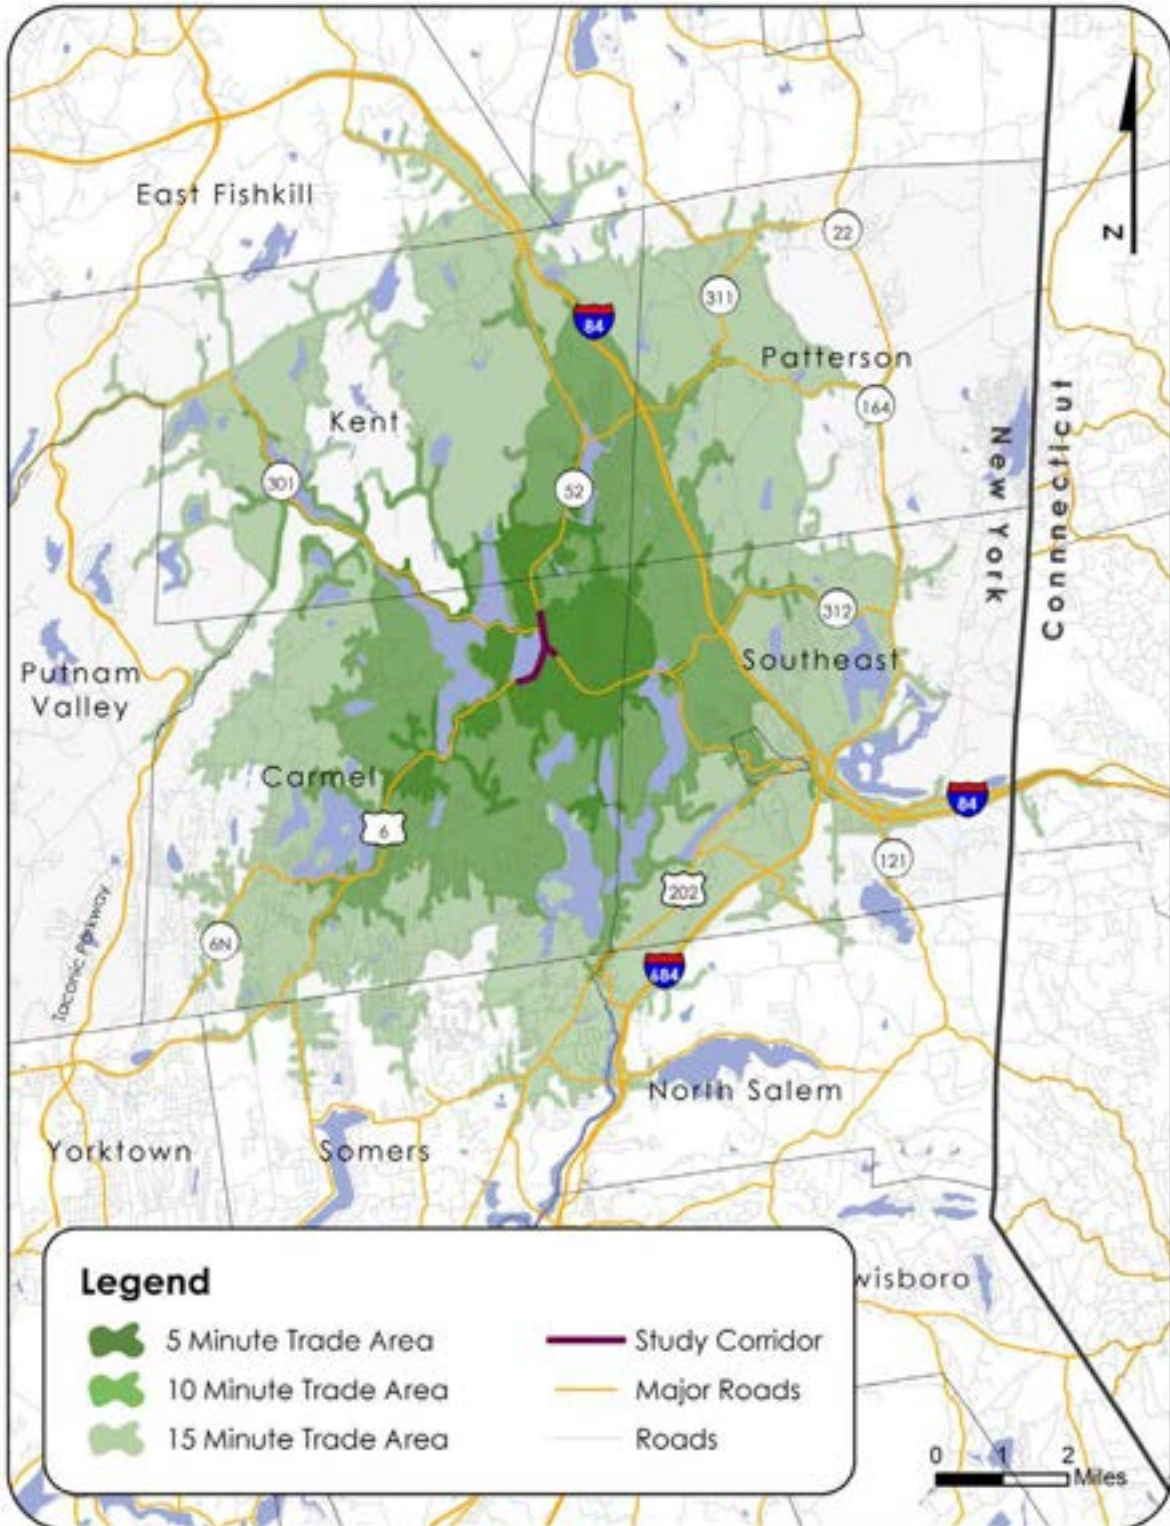 East Fishkill
22
N
311
84
Patterson
Kent
164
New York
Connnecticut
301
52
312
Southeast
Putnam
Valley
Carmel
6
84
121
202
6N
684
Taconic Parkway
North Salem
Yorktown
Somers
wisboro
Legend
5 Minute Trade Area
10 Minute Trade Area
15 Minute Trade Area
Study Corridor
Major Roads
Roads
0 1 2
Miles